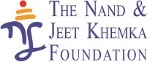 THE NAND &
JEET KHEMKA
FOUNDATION